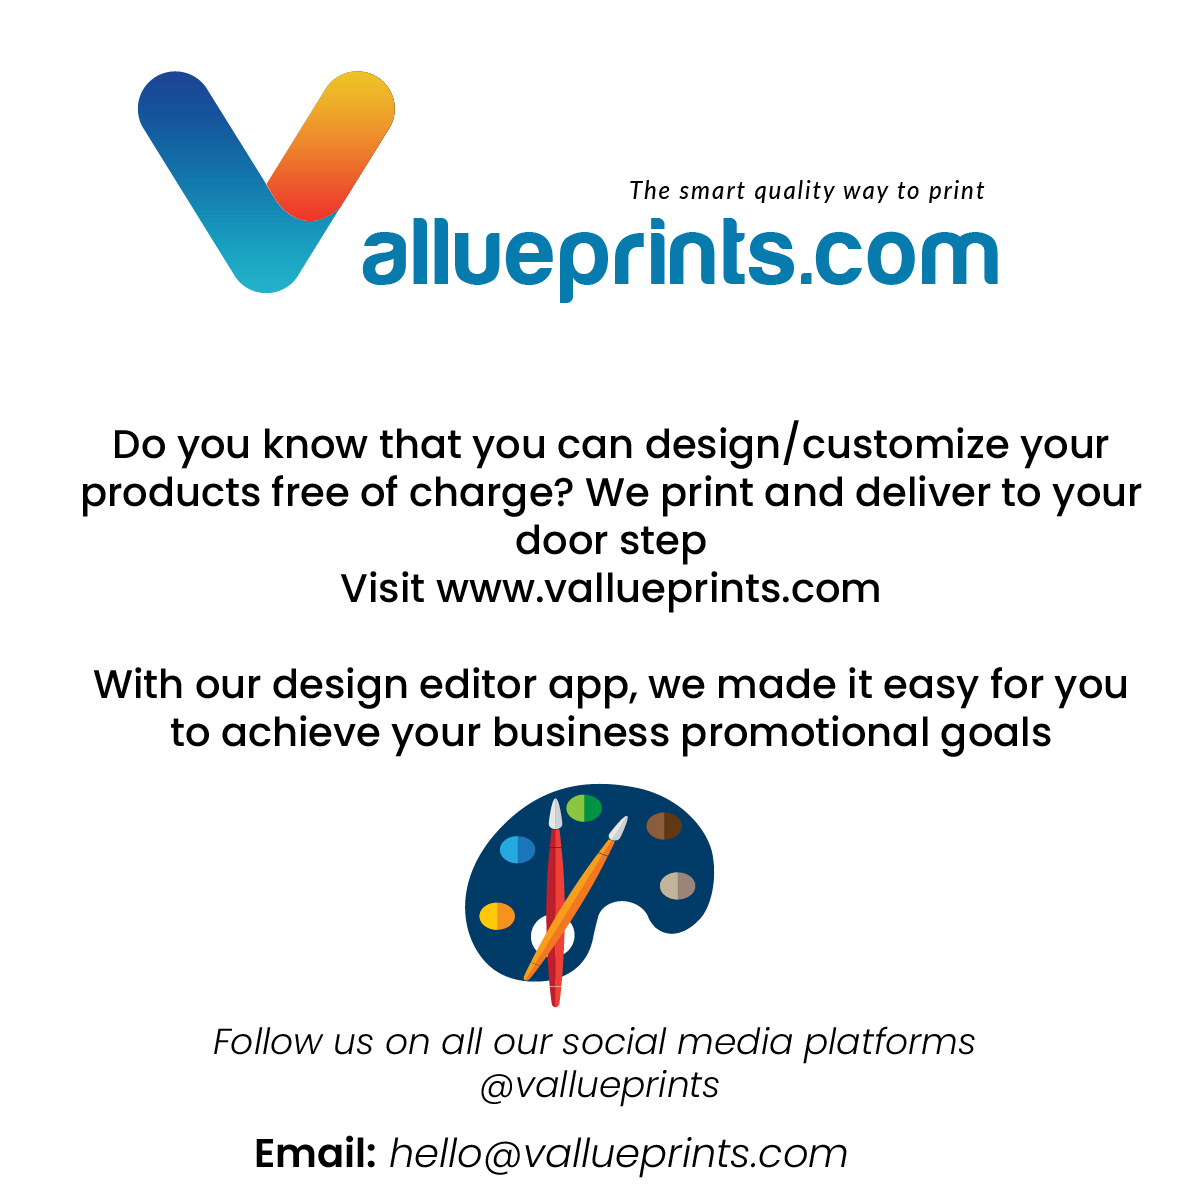 The smart quality way to print
Vallueprints.com
Do you know that you can design/customize your
products free of charge? We print and deliver to your
door step
Visit www.vallueprints.com
With our design editor app, we made it easy for you
to achieve your business promotional goals
Follow us on all our social media platforms
@vallueprints
Email: hello@vallueprints.com